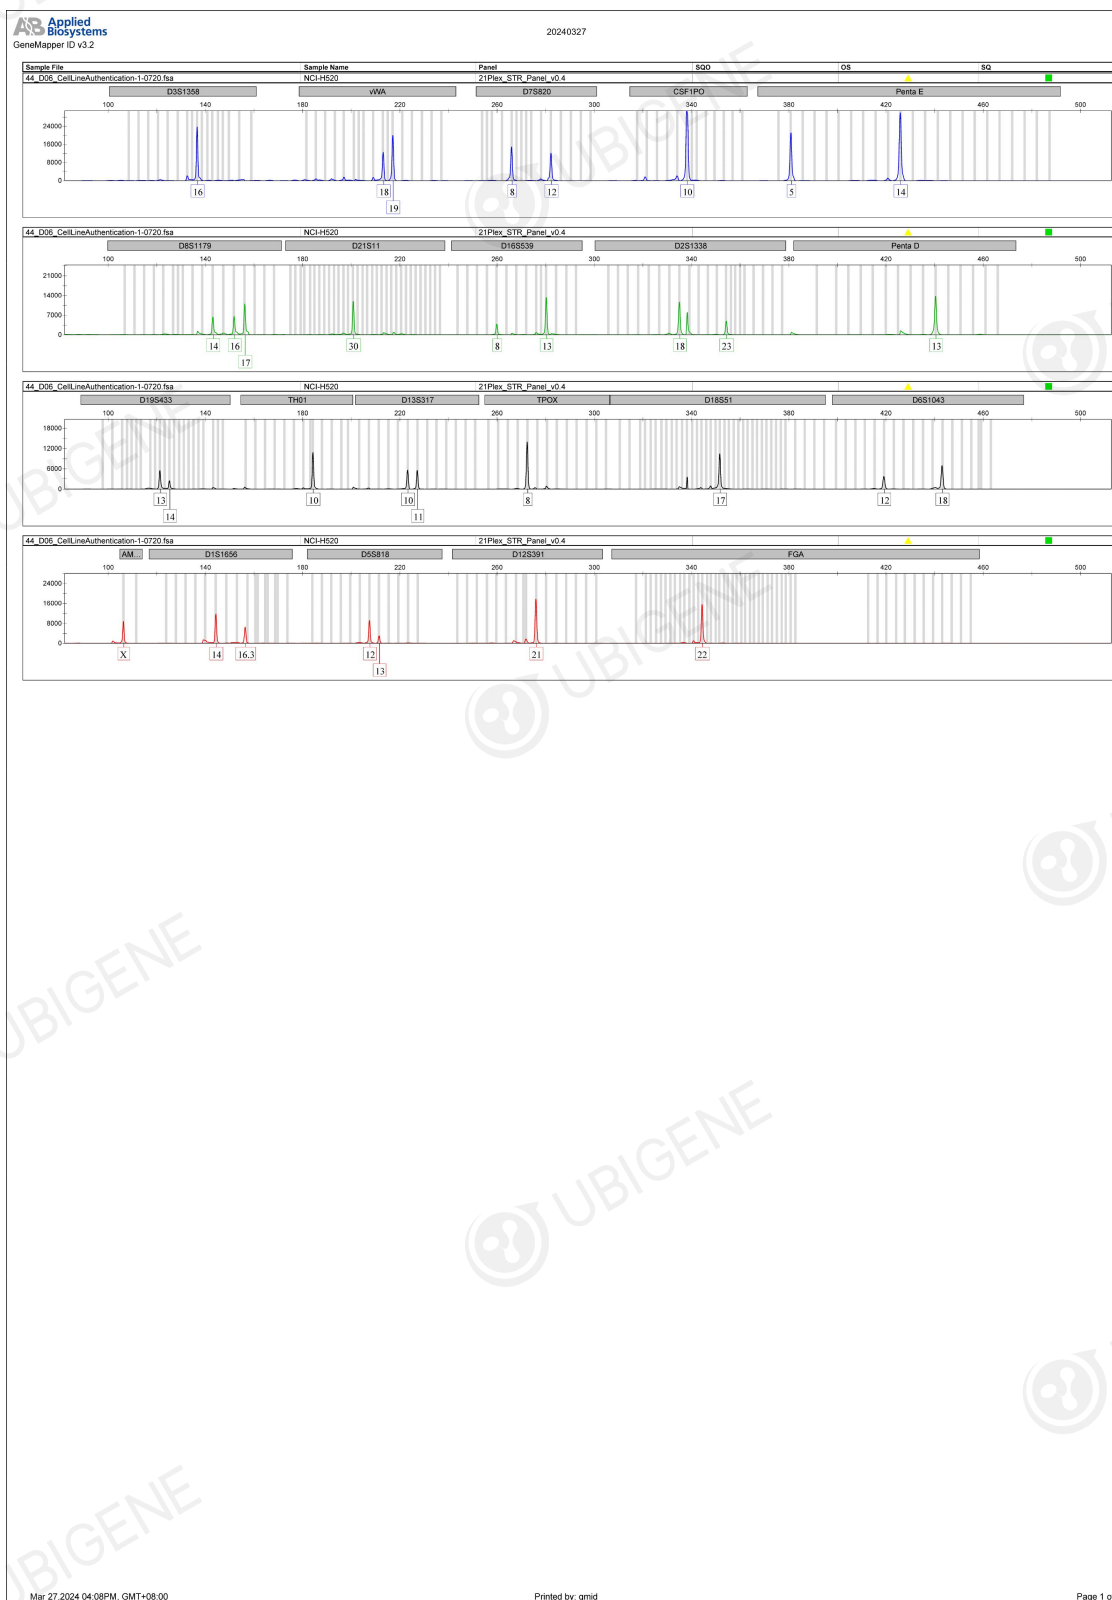 AB Applied
Biosystems
GeneMapper ID v3.2
20240327
Sample File Sample Name Panel SQO OS SQ
44_D06_CellLineAuthentication-1-0720.fsa NCI-H520 21Plex_STR_Panel_v0.4
D3S1358 vWA D7S820 CSF1PO Penta E
100 140 180 220 260 300 340 380 420 460 500
24000
16000
8000
0
16 18 8 12 10 5 14
19
44_D06_CellLineAuthentication-1-0720.fsa NCI-H520 21Plex_STR_Panel_v0.4
D8S1179 D21S11 D16S539 D2S1338 Penta D
100 140 180 220 260 300 340 380 420 460 500
21000
14000
7000
0
14 16 30 8 13 18 23 13
17
44_D06_CellLineAuthentication-1-0720.fsa NCI-H520 21Plex_STR_Panel_v0.4
D19S433 TH01 D13S317 TPOX D18S51 D6S1043
100 140 180 220 260 300 340 380 420 460 500
18000
12000
6000
0
13 10 10 8 17 12 18
14 11
44_D06_CellLineAuthentication-1-0720.fsa NCI-H520 21Plex_STR_Panel_v0.4
AM... D1S1656 D5S818 D12S391 FGA
100 140 180 220 260 300 340 380 420 460 500
24000
16000
8000
0
X 14 16.3 12 21 22
13
UBIGENE
UBIGENE
UBIGENE
UBIGENE
UBIGENE
UBIGENE
Mar 27,2024 04:08PM, GMT+08:00 Printed by: gmid Page 1 of